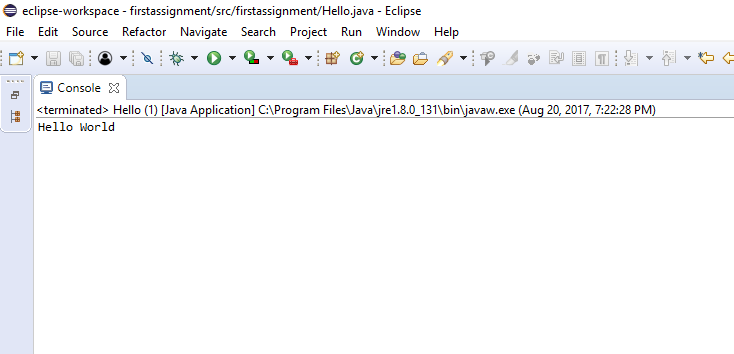 eclipse-workspace - firstassignment/src/firstassignment/Hello.java - Eclipse
File Edit Source Refactor Navigate Search Project Run Window Help
Console
<terminated> Hello (1) [Java Application] C:\Program Files\Java\jre1.8.0_131\bin\javaw.exe (Aug 20, 2017, 7:22:28 PM)
Hello World